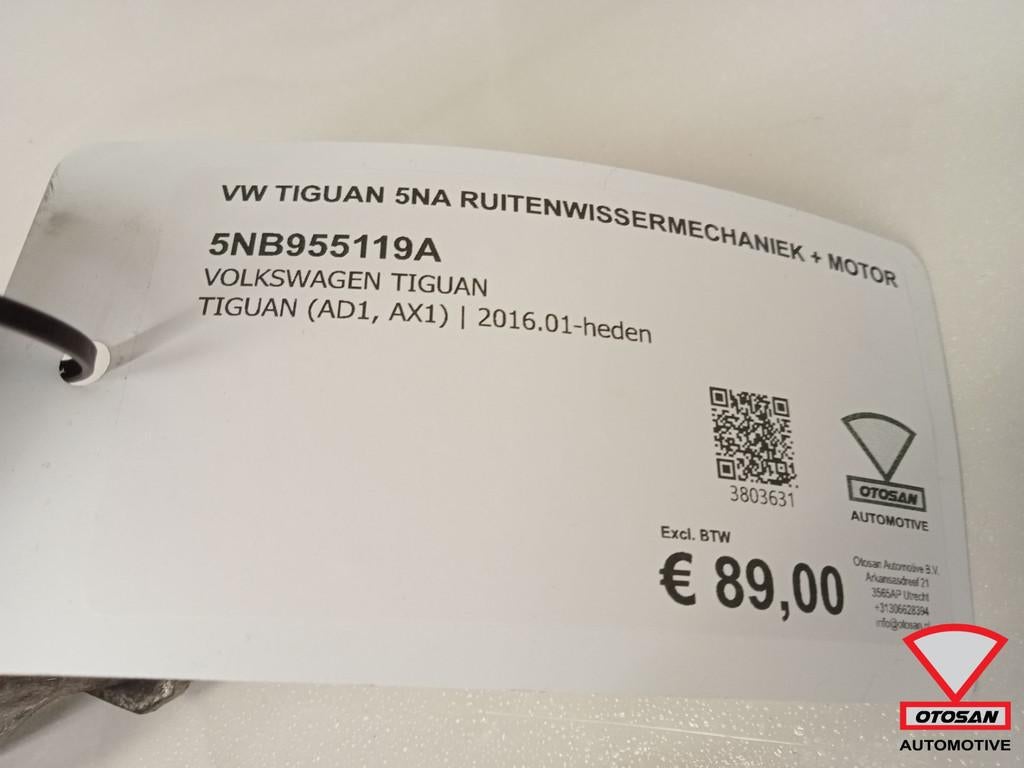 VW TIGUAN 5NA RUITENWISSERMECHANIEK + MOTOR
5NB955119A
VOLKSWAGEN TIGUAN
TIGUAN (AD1, AX1) | 2016.01-heden
3803631
OTOSAN
AUTOMOTIVE
Excl. BTW
€ 89,00
Otosan Automotive B.V.
Arkansasdreef 21
3565AP Utrecht
+31306628394
info@otosan.nl
OTOSAN
AUTOMOTIVE